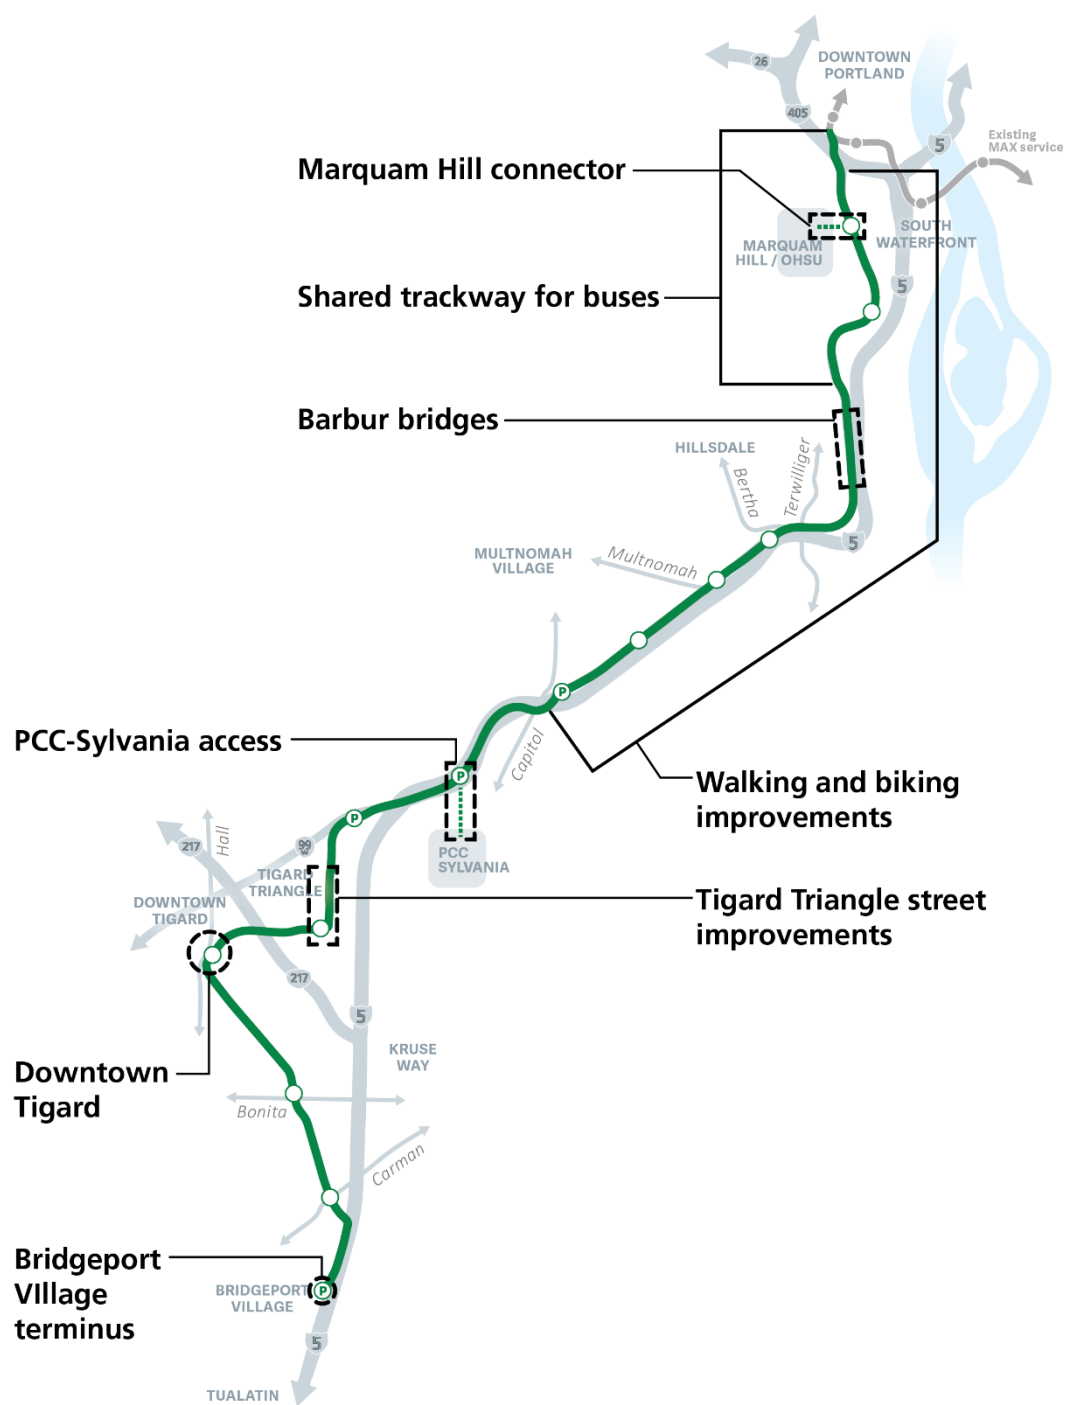 26
DOWNTOWN
PORTLAND
405
5
Existing
MAX service
Marquam Hill connector
SOUTH
WATERFRONT
MARQUAM
HILL / OHSU
5
Shared trackway for buses
Barbur bridges
HILLSDALE
Bertha
Terwilliger
5
MULTNOMAH
VILLAGE
Multnomah
P
PCC-Sylvania access
Capitol
P
Walking and biking
improvements
P
Hall
217
99
W
PCC
SYLVANIA
TIGARD
TRIANGLE
DOWNTOWN
TIGARD
Tigard Triangle street
improvements
217
5
KRUSE
WAY
Downtown
Tigard
Bonita
Carman
Bridgeport
VIllage
terminus
BRIDGEPORT
VILLAGE
P
5
TUALATIN